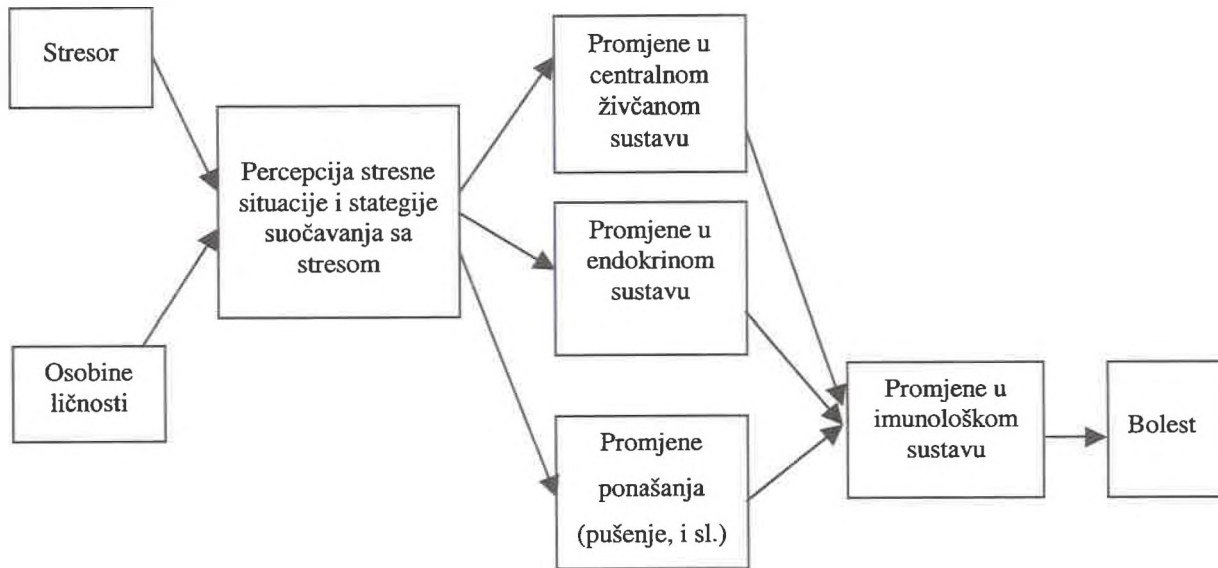 Stresor
Osobine
ličnosti
Percepcija stresne
situacije i stategije
suočavanja sa
stresom
Promjene u
centralnom
živčanom
sustavu
Promjene u
endokrinom
sustavu
Promjene
ponašanja
(pušenje, i sl.)
Promjene u
imunološkom
sustavu
Bolest